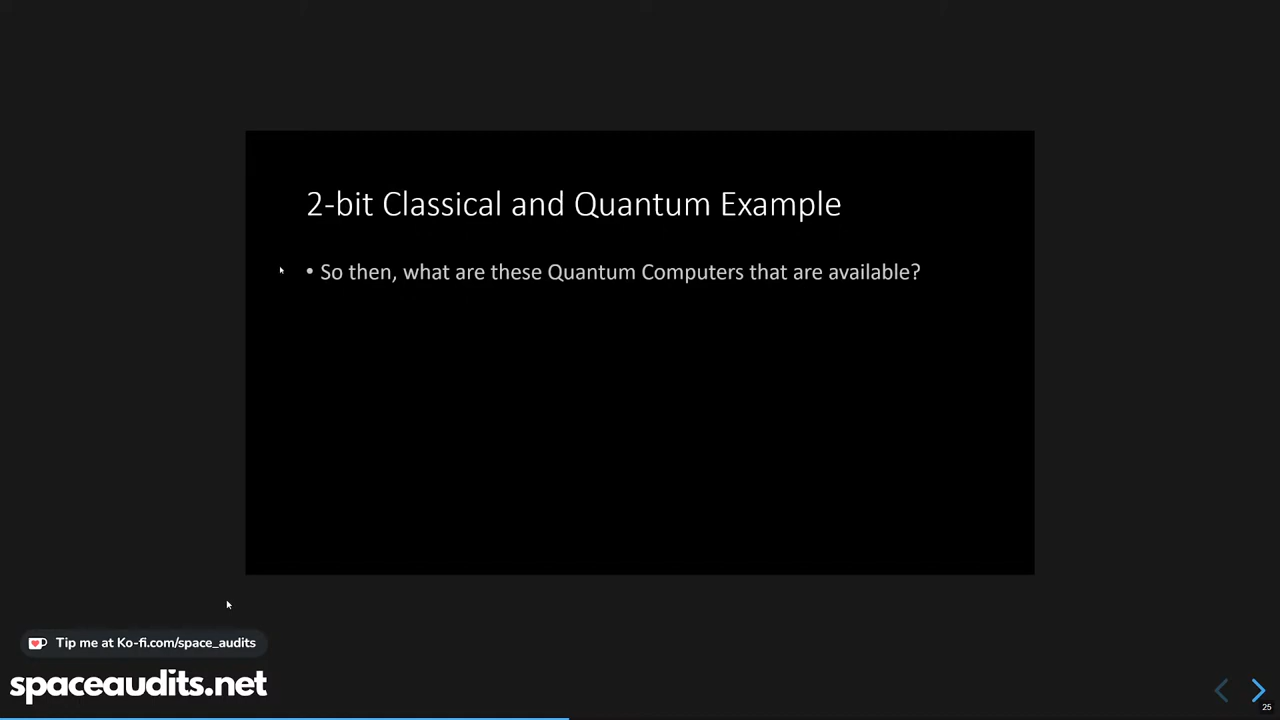 2-bit Classical and Quantum Example
• So then, what are these Quantum Computers that are available?
Tip me at Ko-fi.com/space_audits
spaceaudits.net
25